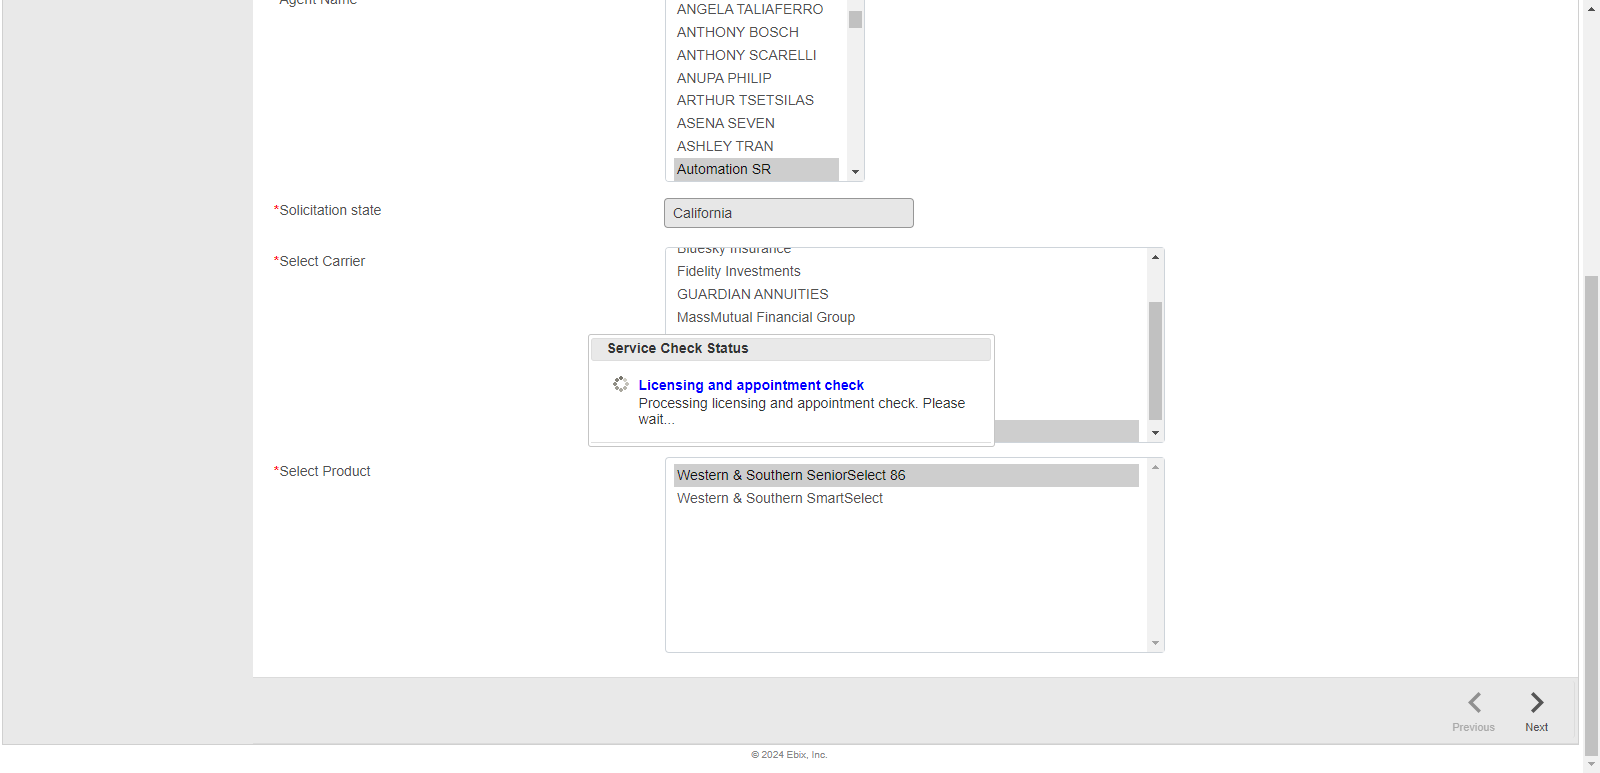 Agent Name
ANGELA TALIAFERRO
ANTHONY BOSCH
ANTHONY SCARELLI
ANUPA PHILIP
ARTHUR TSETSILAS
ASENA SEVEN
ASHLEY TRAN
Automation SR
*Solicitation state
California
*Select Carrier
Bluesky Insurance
Fidelity Investments
GUARDIAN ANNUITIES
MassMutual Financial Group
Service Check Status
Licensing and appointment check
Processing licensing and appointment check. Please
wait...
*Select Product
Western & Southern SeniorSelect 86
Western & Southern SmartSelect
Previous
Next
© 2024 Ebix, Inc.